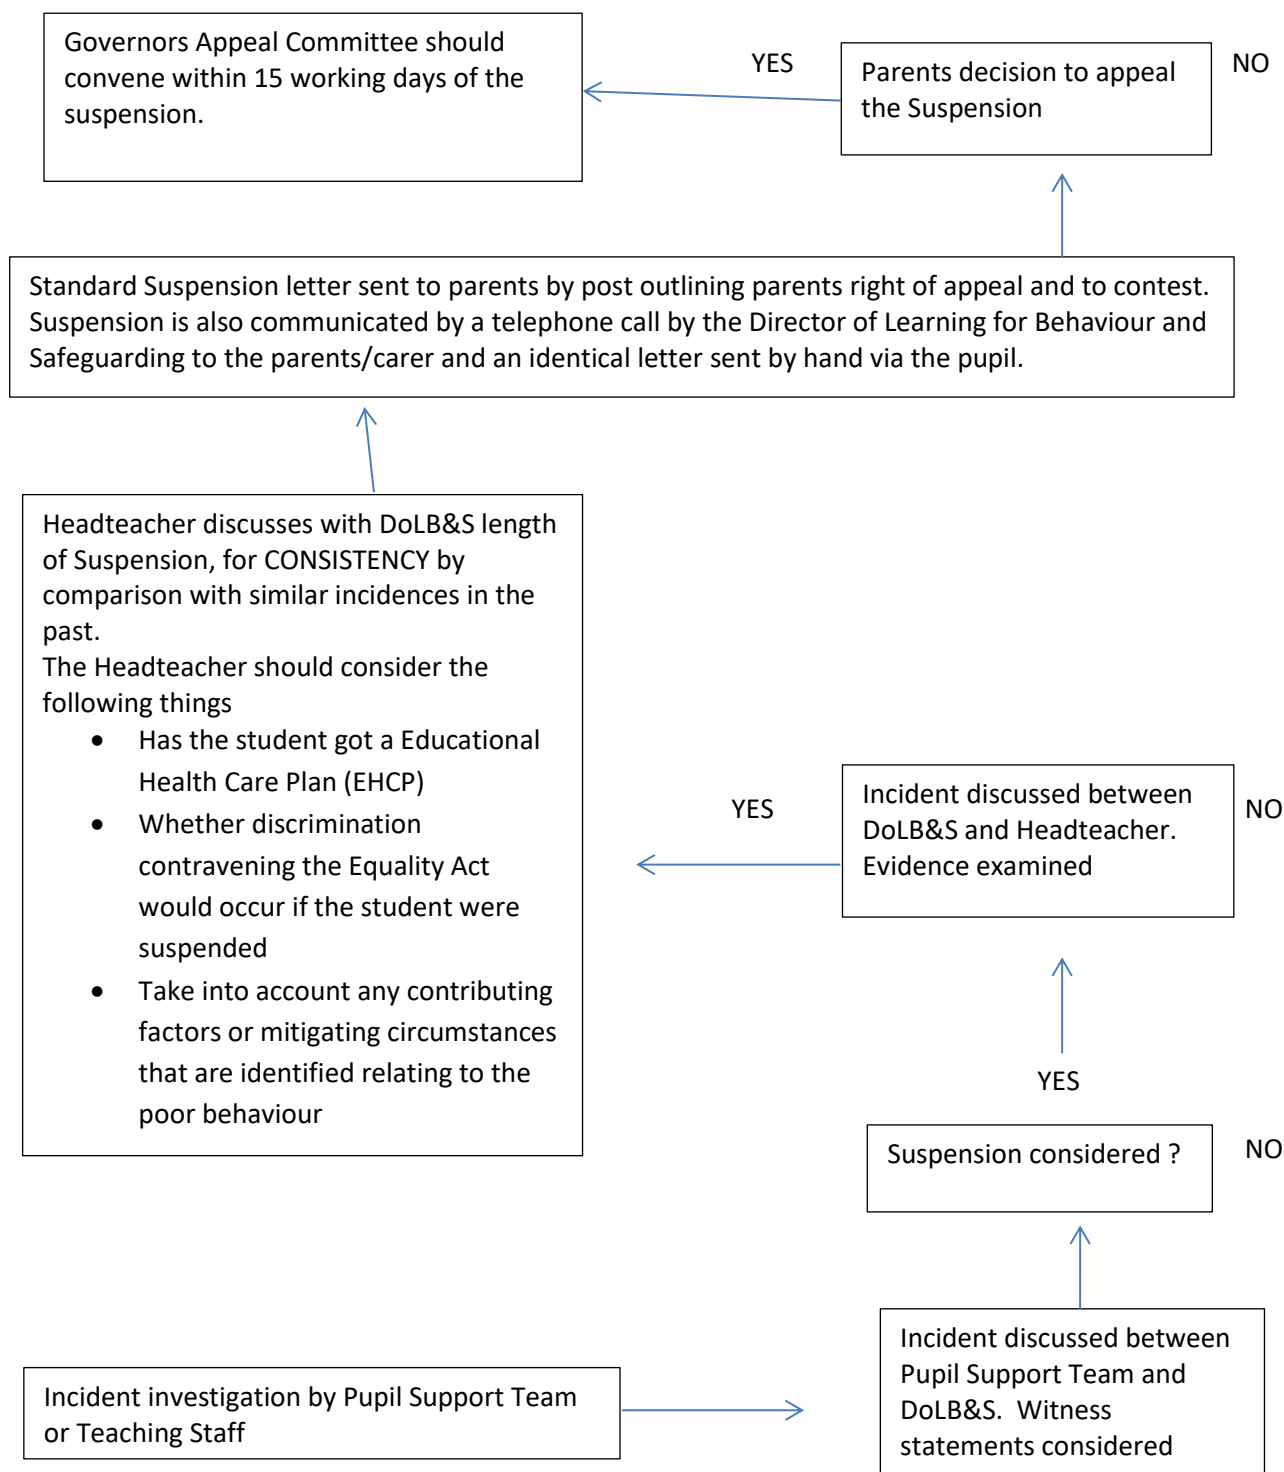 Governors Appeal Committee should
convene within 15 working days of the
suspension.
YES
Parents decision to appeal
the Suspension
NO
Standard Suspension letter sent to parents by post outlining parents right of appeal and to contest.
Suspension is also communicated by a telephone call by the Director of Learning for Behaviour and
Safeguarding to the parents/carer and an identical letter sent by hand via the pupil.
Headteacher discusses with DoLB&S length
of Suspension, for CONSISTENCY by
comparison with similar incidences in the
past.
The Headteacher should consider the
following things
• Has the student got a Educational
Health Care Plan (EHCP)
• Whether discrimination
contravening the Equality Act
would occur if the student were
suspended
• Take into account any contributing
factors or mitigating circumstances
that are identified relating to the
poor behaviour
YES
Incident discussed between
DoLB&S and Headteacher.
Evidence examined
NO
YES
Suspension considered ?
NO
Incident investigation by Pupil Support Team
or Teaching Staff
Incident discussed between
Pupil Support Team and
DoLB&S. Witness
statements considered